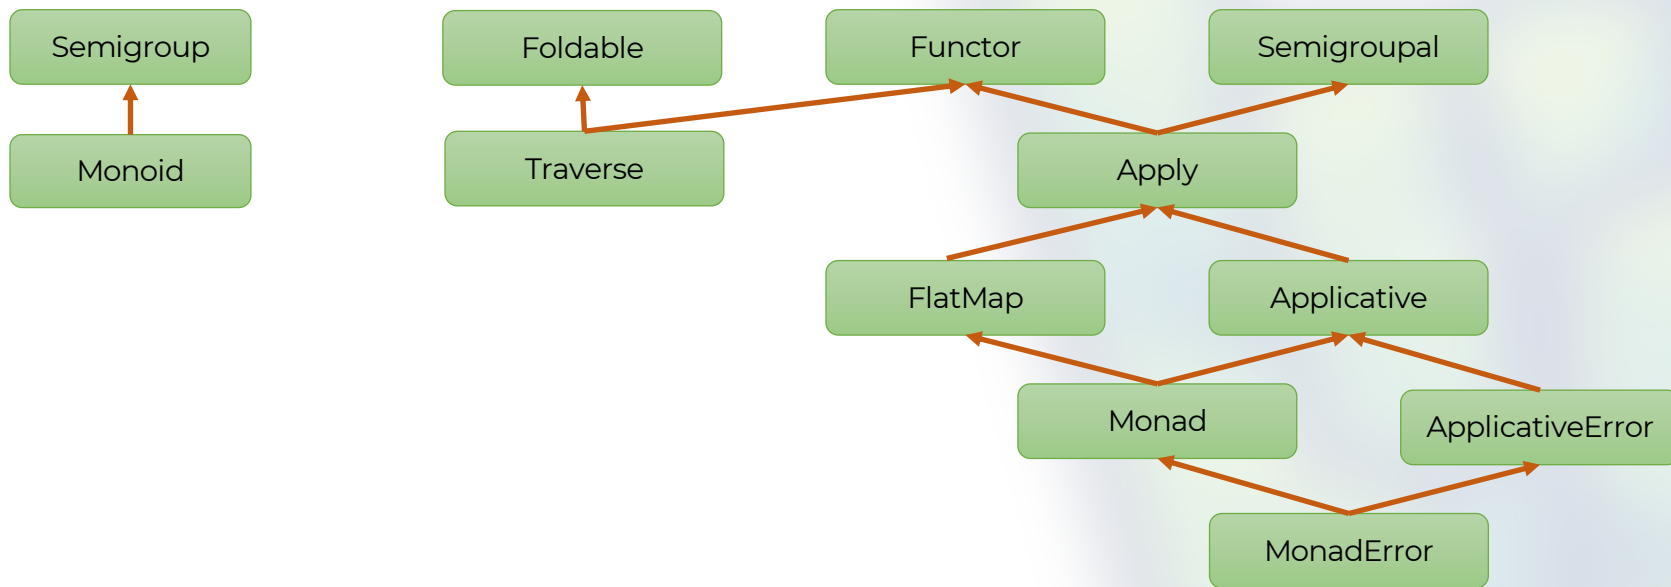 Semigroup
Foldable
Functor
Semigroupal
Monoid
Traverse
Apply
FlatMap
Applicative
Monad
ApplicativeError
MonadError